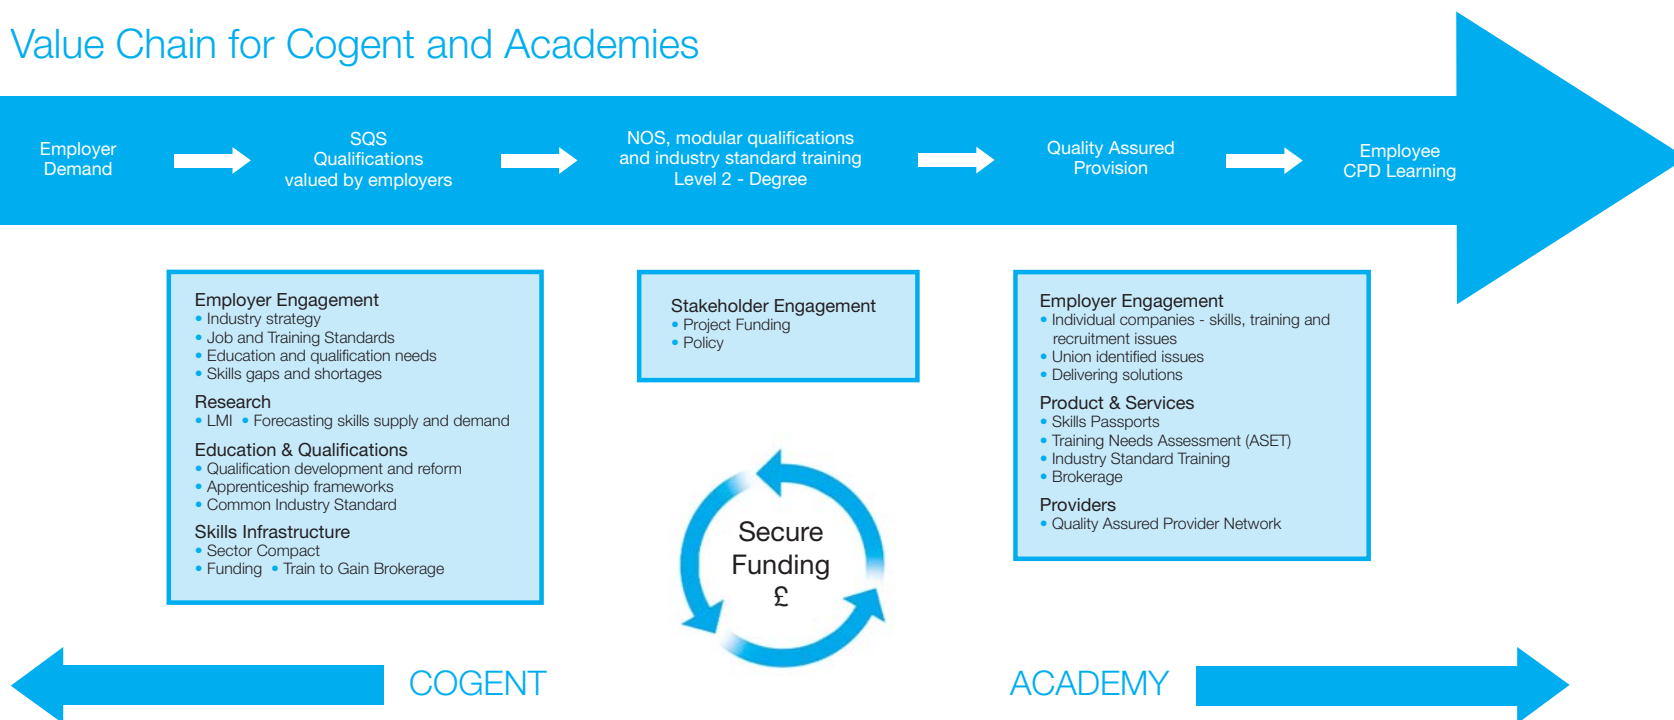 Value Chain for Cogent and Academies
Employer
Demand
SQS
Qualifications
valued by employers
NOS, modular qualifications
and industry standard training
Level 2 - Degree
Quality Assured
Provision
Employee
CPD Learning
Employer Engagement
• Industry strategy
• Job and Training Standards
• Education and qualification needs
• Skills gaps and shortages
Research
• LMI • Forecasting skills supply and demand
Education & Qualifications
• Qualification development and reform
• Apprenticeship frameworks
• Common Industry Standard
Skills Infrastructure
• Sector Compact
• Funding • Train to Gain Brokerage
Stakeholder Engagement
• Project Funding
• Policy
Secure
Funding
£
Employer Engagement
• Individual companies - skills, training and
recruitment issues
• Union identified issues
• Delivering solutions
Product & Services
• Skills Passports
• Training Needs Assessment (ASET)
• Industry Standard Training
• Brokerage
Providers
• Quality Assured Provider Network
COGENT
ACADEMY